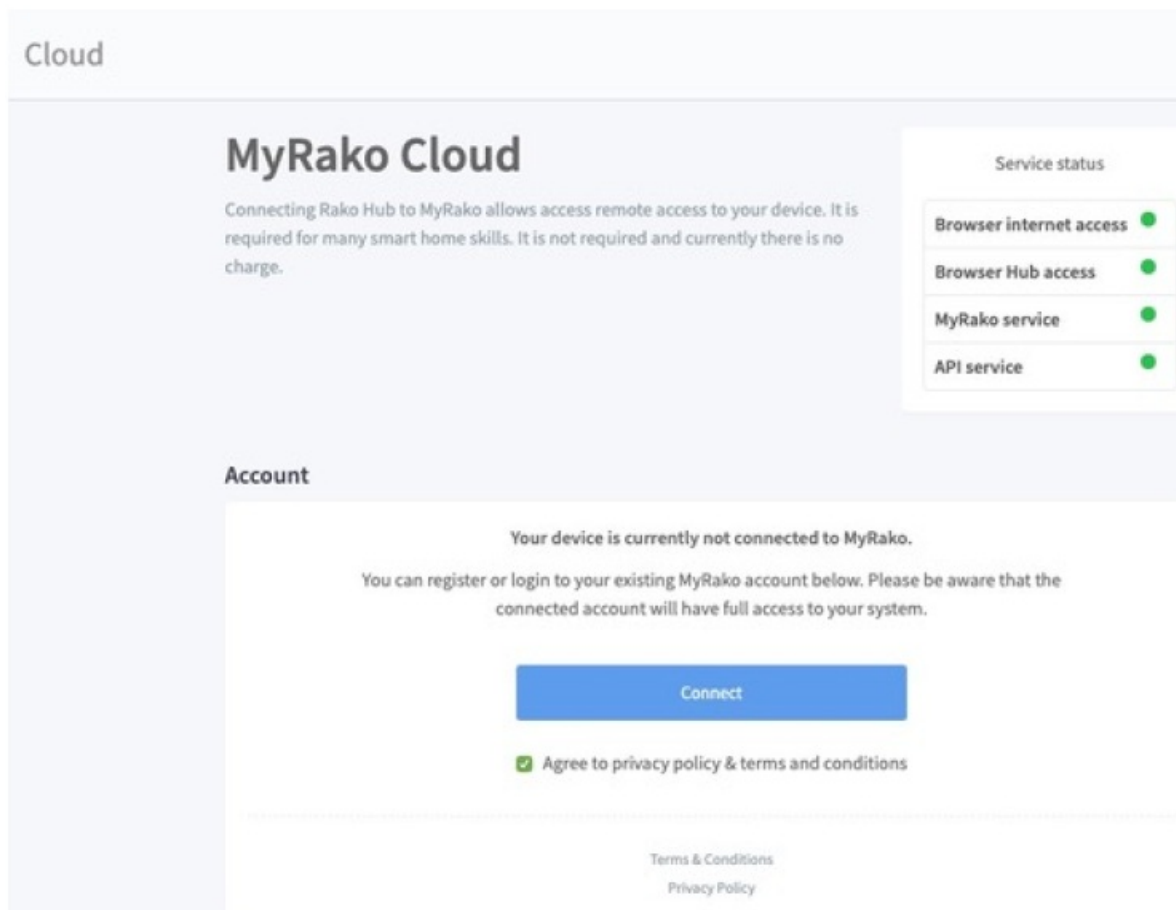 Cloud
MyRako Cloud
Connecting Rako Hub to MyRako allows access remote access to your device. It is
required for many smart home skills. It is not required and currently there is no
charge.
Service status
Browser internet access
Browser Hub access
MyRako service
API service
Account
Your device is currently not connected to MyRako.
You can register or login to your existing MyRako account below. Please be aware that the
connected account will have full access to your system.
Connect
Agree to privacy policy & terms and conditions
Terms & Conditions
Privacy Policy